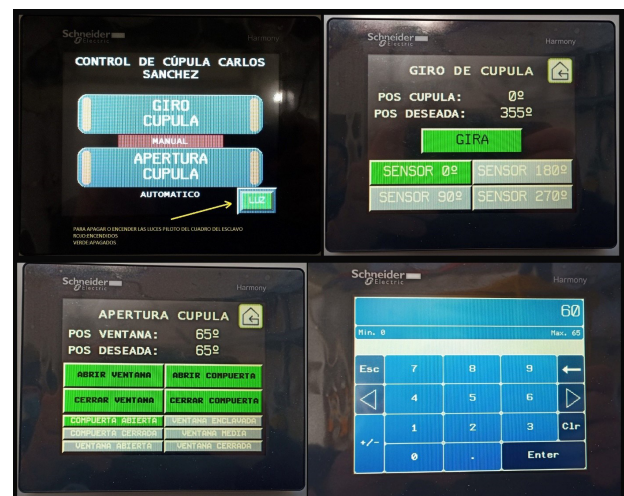 Schneider
Electric
Harmony
CONTROL DE CÚPULA CARLOS
SANCHEZ
GIRO
CUPULA
MANUAL
APERTURA
CUPULA
AUTOMATICO
LUZ
PARA APAGAR O ENCENDER LAS LUCES PILOTO DEL CUADRO DEL ESCLAVO
ROJO:ENCENDIDOS
VERDE:APAGADOS
Schneider
Electric
Harmony
GIRO DE CUPULA
POS CUPULA: 0º
POS DESEADA: 355º
GIRA
SENSOR 0º SENSOR 180º
SENSOR 90º SENSOR 270º
Schneider
Electric
Harmony
APERTURA CUPULA
POS VENTANA: 65º
POS DESEADA: 65º
ABRIR VENTANA ABRIR COMPUERTA
CERRAR VENTANA CERRAR COMPUERTA
COMPUERTA ABIERTA VENTANA ENCLAVADA
COMPUERTA CERRADA VENTANA MEDIA
VENTANA ABIERTA VENTANA CERRADA
Schneider
Electric
Harmony
60
Min. 0 Max. 65
Esc 7 8 9
4 5 6
+/- 1 2 3 Clr
0 . Enter